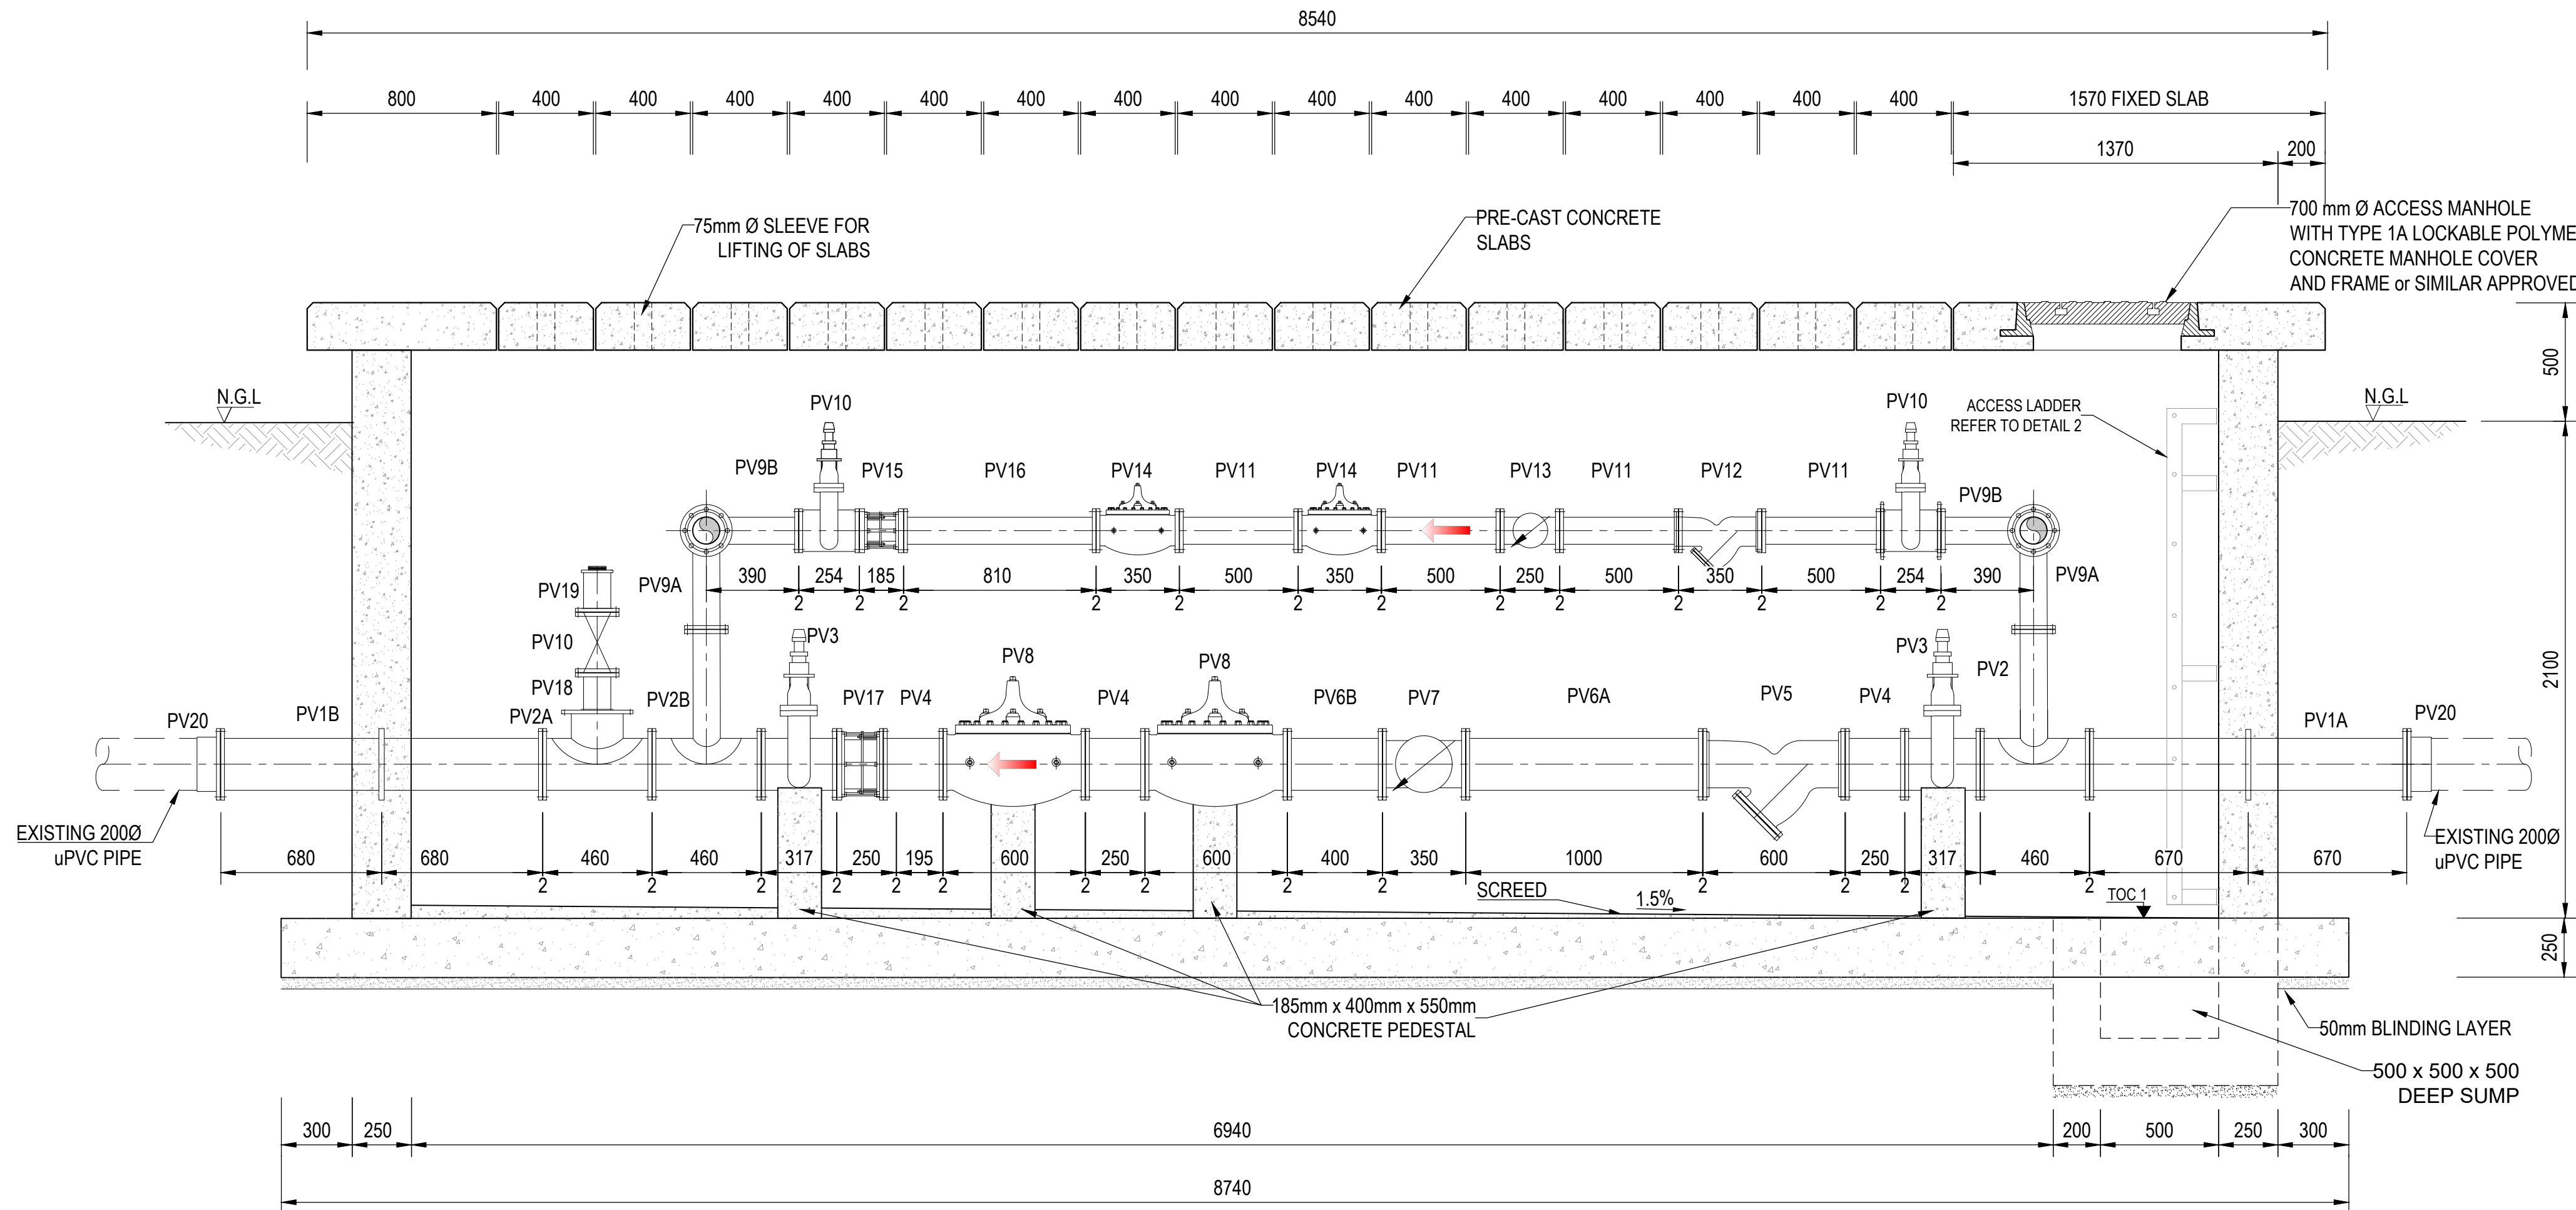 8540
800 400 400 400 400 400 400 400 400 400 400 400 400 400 400 400 1570 FIXED SLAB
1370 200
75mm Ø SLEEVE FOR
LIFTING OF SLABS
PRE-CAST CONCRETE
SLABS
700 mm Ø ACCESS MANHOLE
WITH TYPE 1A LOCKABLE POLYME
CONCRETE MANHOLE COVER
AND FRAME or SIMILAR APPROVED
500
N.G.L
N.G.L
ACCESS LADDER
REFER TO DETAIL 2
PV10 PV10
PV9B PV15 PV16 PV14 PV11 PV14 PV11 PV13 PV11 PV12 PV11 PV9B
PV19 PV9A 390 254 185 810 350 500 350 500 250 500 350 500 254 390 PV9A
2 2 2 2 2 2 2 2 2 2 2 2 2
PV10 PV3 PV8 PV8 PV3 PV2
2100
PV20 PV1B PV18 PV2A PV2B PV17 PV4 PV4 PV6B PV7 PV6A PV5 PV4 PV1A PV20
EXISTING 200Ø
uPVC PIPE
EXISTING 200Ø
uPVC PIPE
680 680 460 460 317 250 195 600 250 600 400 350 1000 600 250 317 460 670 670
2 2 2 2 2 2 2 2 2 2 2 2 2 2
SCREED 1.5% TOC 1
250
185mm x 400mm x 550mm
CONCRETE PEDESTAL
50mm BLINDING LAYER
500 x 500 x 500
DEEP SUMP
300 250 6940 200 500 250 300
8740